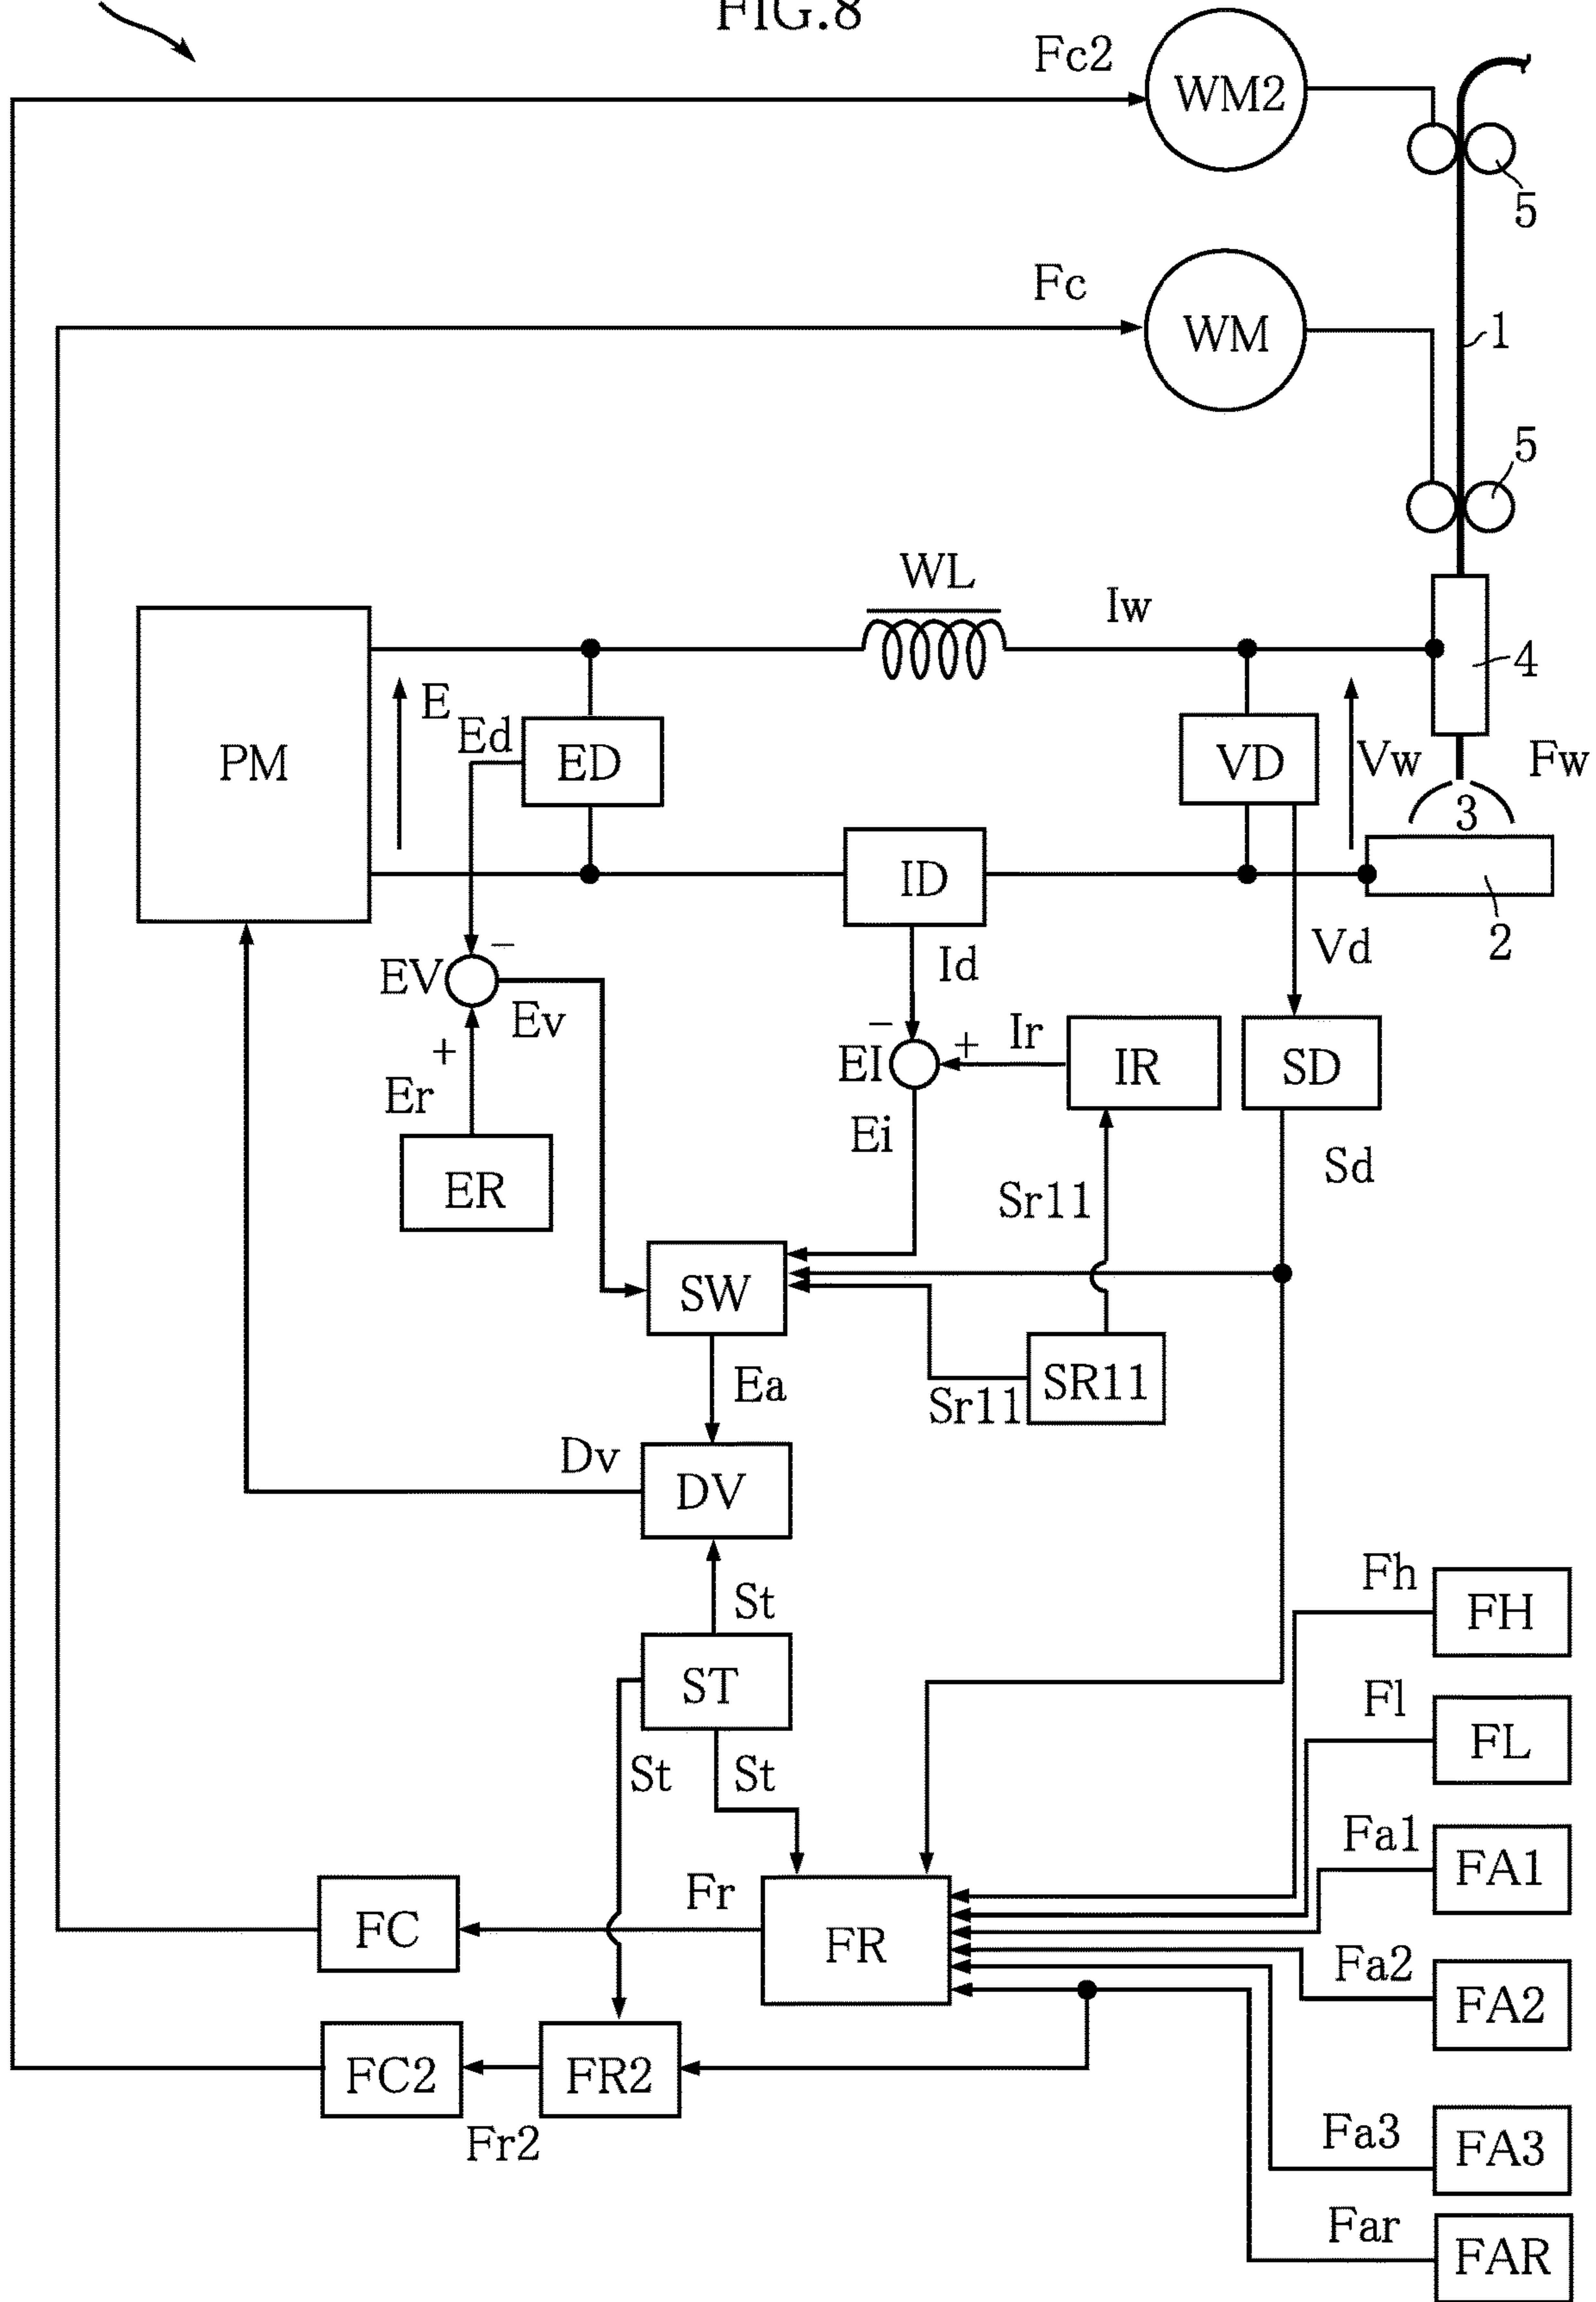 FIG.8
Fc2
WM2
5
Fc
WM
1
5
WL
Iw
4
E
Ed
ED
PM
VD
Vw
Fw
3
ID
2
EV
−
Ev
Id
Vd
+
Er
−
EI
+
Ir
IR
SD
ER
Ei
Sr11
Sd
SW
Ea
Sr11
SR11
Dv
DV
St
Fh
FH
ST
Fl
FL
St
St
Fa1
FA1
Fr
FC
FR
Fa2
FA2
FC2
FR2
Fr2
Fa3
FA3
Far
FAR